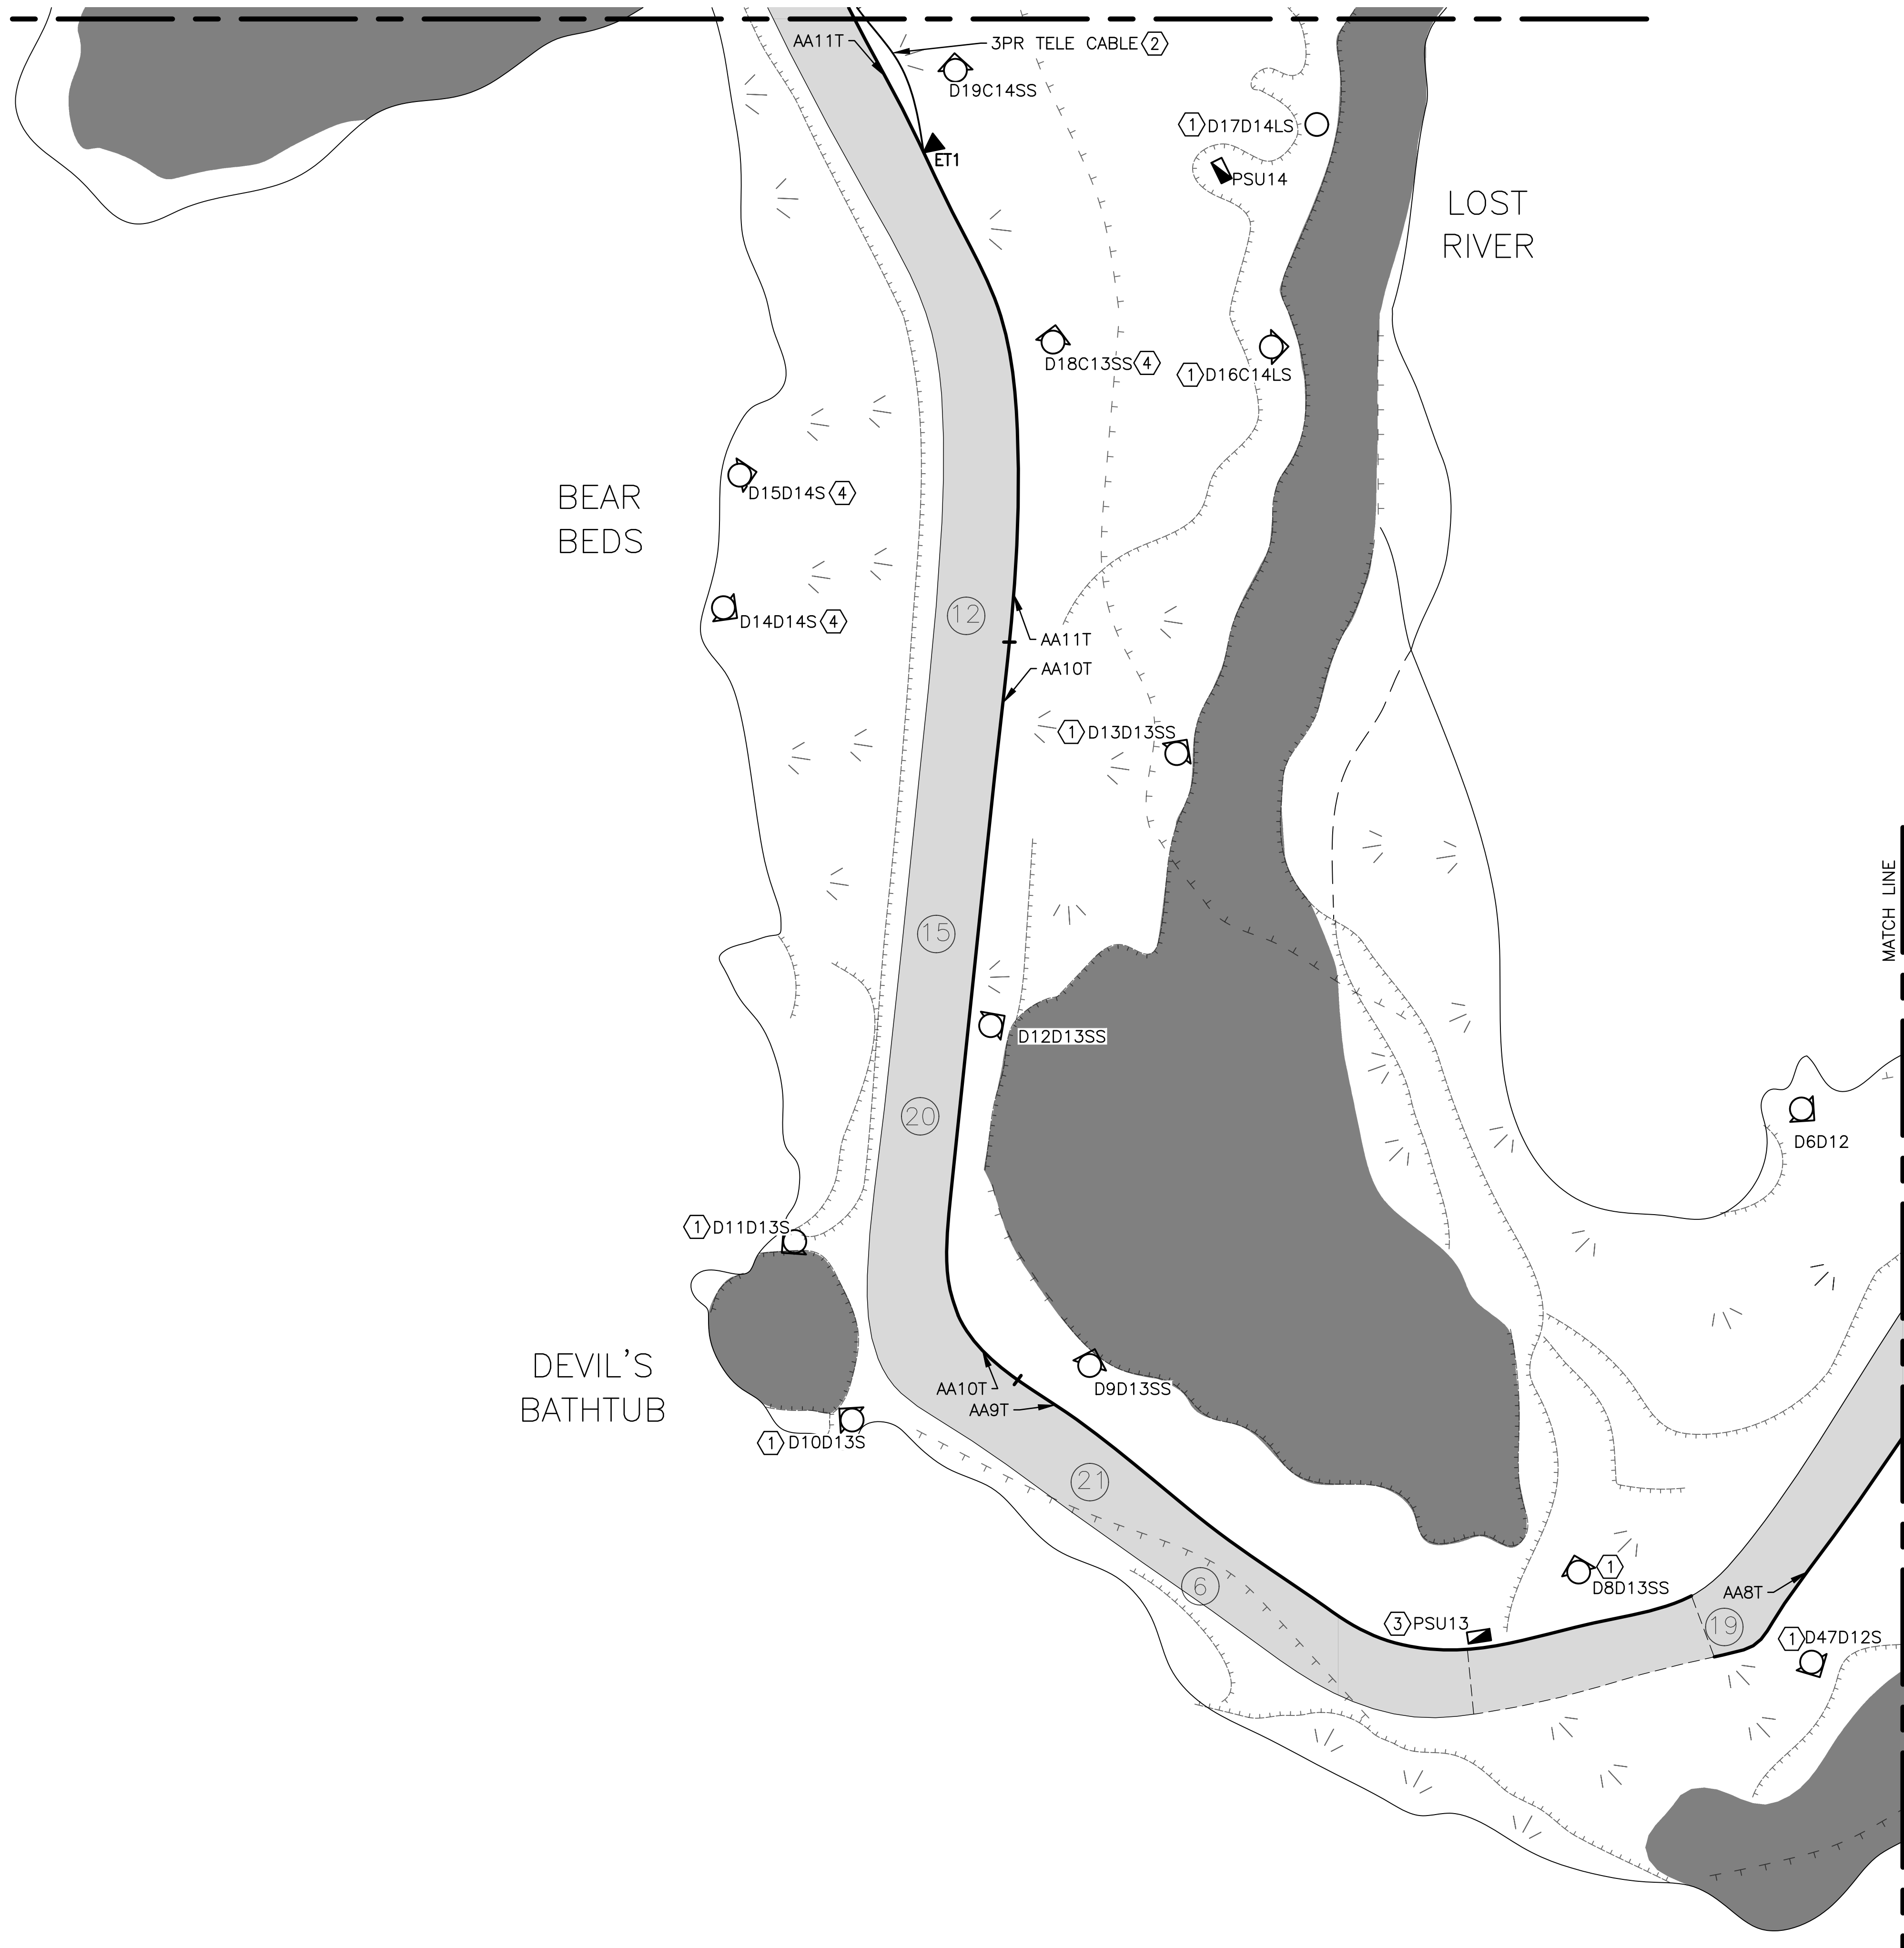 AA11T
3PR TELE CABLE 2
D19C14SS
1 D17D14LS
ET1
PSU14
LOST
RIVER
D18C13SS 4
1 D16C14LS
BEAR
BEDS
D15D14S 4
D14D14S 4
12
AA11T
AA10T
1 D13D13SS
MATCH LINE
15
D12D13SS
20
D6D12
1 D11D13S
DEVIL'S
BATHTUB
AA10T
AA9T
D9D13SS
1 D10D13S
21
6
1
D8D13SS
AA8T
3 PSU13
19
1 D47D12S